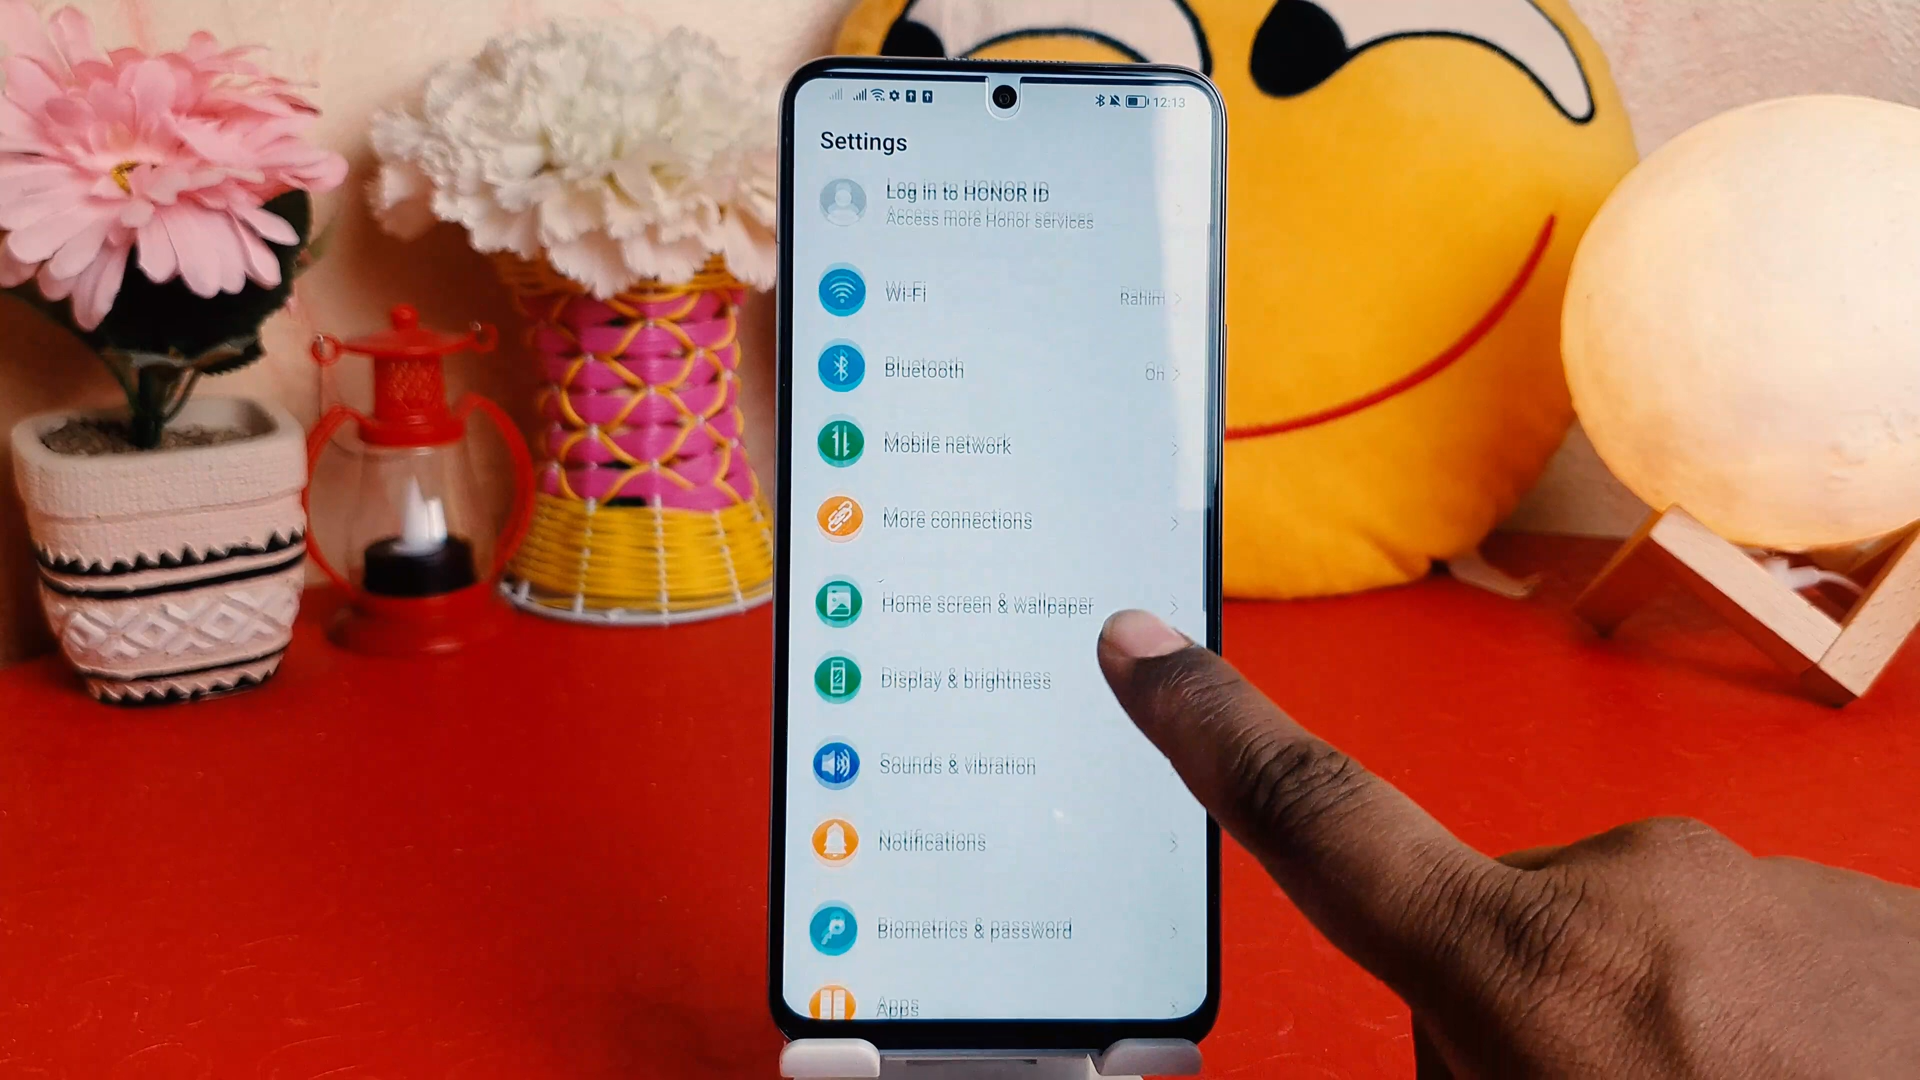 12:13
Settings
Log in to HONOR ID
Access more Honor services
Wi-Fi
Rahim
Bluetooth
On
Mobile network
More connections
Home screen & wallpaper
Display & brightness
Sounds & vibration
Notifications
Biometrics & password
Apps